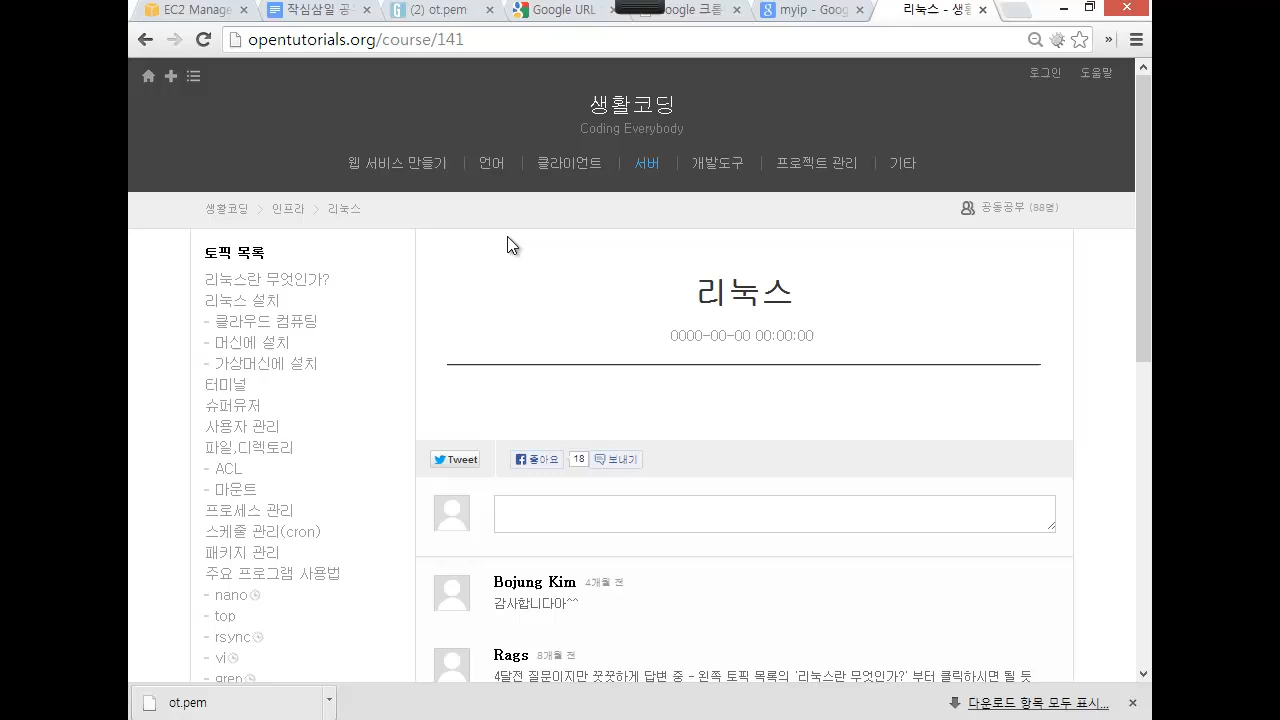 EC2 Manage
작심삼일 공
(2) ot.pem
Google URL
oogle 크롬
myip - Goog
리눅스 - 생활
opentutorials.org/course/141
로그인
도움말
생활코딩
Coding Everybody
웹 서비스 만들기
언어
클라이언트
서버
개발도구
프로젝트 관리
기타
생활코딩
인프라
리눅스
공동공부 (88명)
토픽 목록
리눅스란 무엇인가?
리눅스 설치
- 클라우드 컴퓨팅
- 머신에 설치
- 가상머신에 설치
터미널
슈퍼유저
사용자 관리
파일,디렉토리
- ACL
- 마운트
프로세스 관리
스케줄 관리(cron)
패키지 관리
주요 프로그램 사용법
- nano
- top
- rsync
- vi
- grep
리눅스
0000-00-00 00:00:00
Tweet
좋아요
18
보내기
Bojung Kim 4개월 전
감사합니다아^^
Rags 8개월 전
4달전 질문이지만 꿋꿋하게 답변 중 - 왼쪽 토픽 목록의 '리눅스란 무엇인가?' 부터 클릭하시면 될 듯
ot.pem
다운로드 항목 모두 표시...